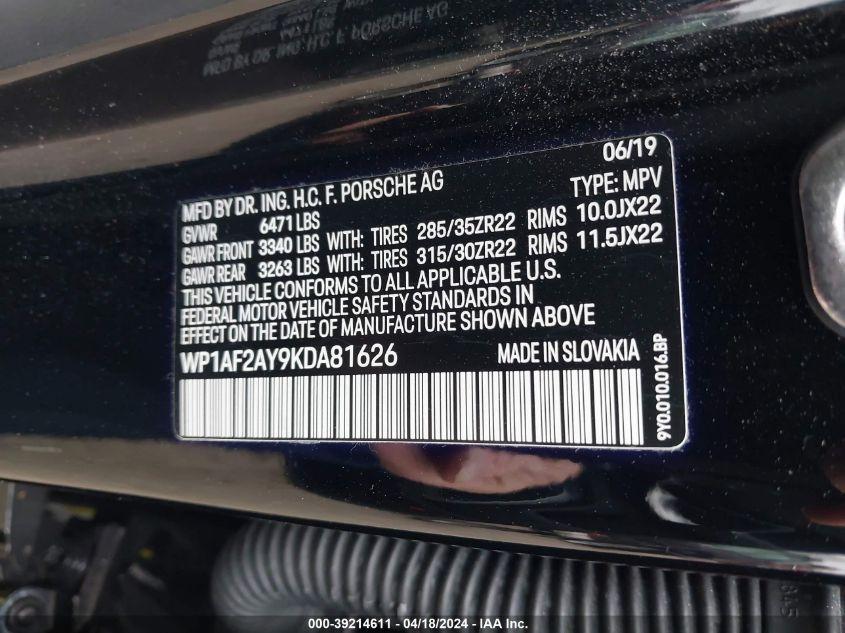 06/19
MFD BY DR. ING. H.C. F. PORSCHE AG TYPE: MPV
GVWR 6471 LBS
GAWR FRONT 3340 LBS WITH: TIRES 285/35ZR22 RIMS 10.0JX22
GAWR REAR 3263 LBS WITH: TIRES 315/30ZR22 RIMS 11.5JX22
THIS VEHICLE CONFORMS TO ALL APPLICABLE U.S.
FEDERAL MOTOR VEHICLE SAFETY STANDARDS IN
EFFECT ON THE DATE OF MANUFACTURE SHOWN ABOVE
WP1AF2AY9KDA81626 MADE IN SLOVAKIA
9Y0.010.016.BP
000-39214611 - 04/18/2024 - IAA Inc.